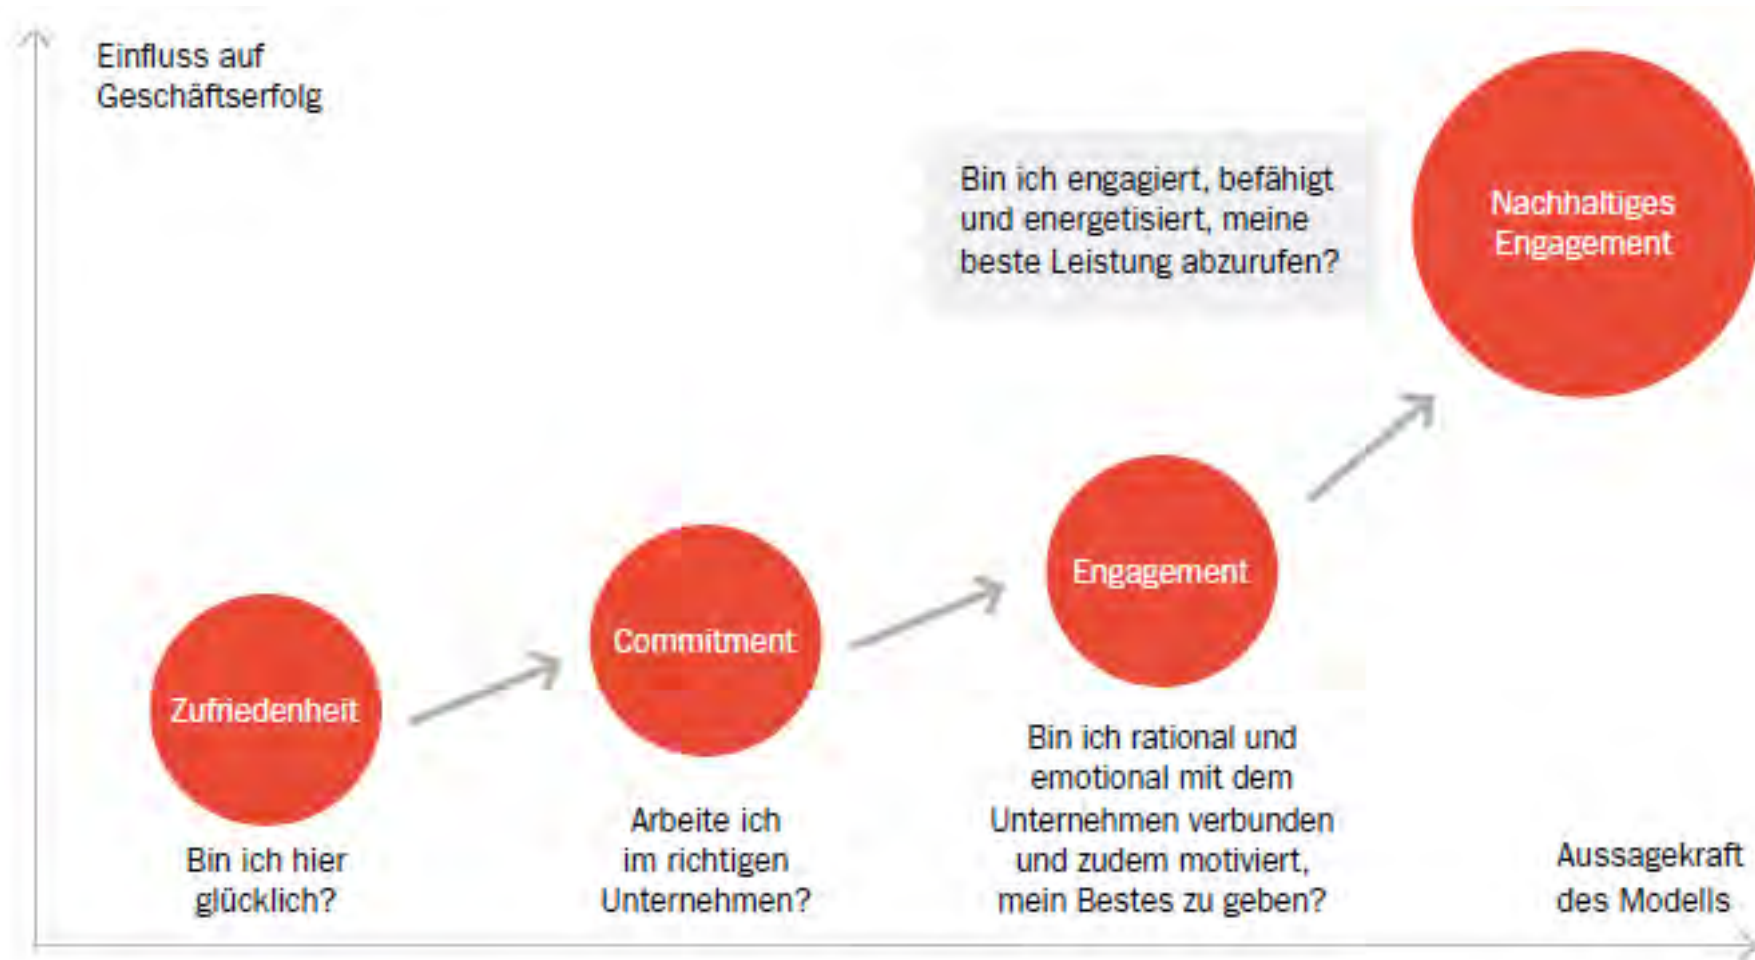 Einfluss auf
Geschäftserfolg
Bin ich engagiert, befähigt
und energetisiert, meine
beste Leistung abzurufen?
Nachhaltiges
Engagement
Engagement
Commitment
Zufriedenheit
Bin ich hier
glücklich?
Arbeite ich
im richtigen
Unternehmen?
Bin ich rational und
emotional mit dem
Unternehmen verbunden
und zudem motiviert,
mein Bestes zu geben?
Aussagekraft
des Modells